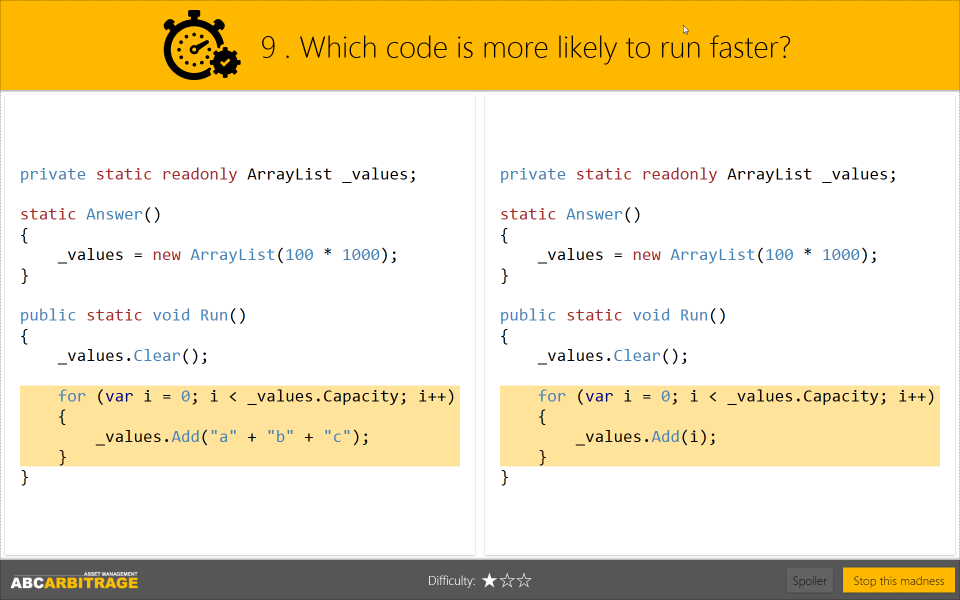 9 . Which code is more likely to run faster?
private static readonly ArrayList _values;
static Answer()
{
_values = new ArrayList(100 * 1000);
}
public static void Run()
{
_values.Clear();
for (var i = 0; i < _values.Capacity; i++)
{
_values.Add("a" + "b" + "c");
}
}
private static readonly ArrayList _values;
static Answer()
{
_values = new ArrayList(100 * 1000);
}
public static void Run()
{
_values.Clear();
for (var i = 0; i < _values.Capacity; i++)
{
_values.Add(i);
}
}
ASSET MANAGEMENT
ABCARBITRAGE
Difficulty:
Spoiler
Stop this madness